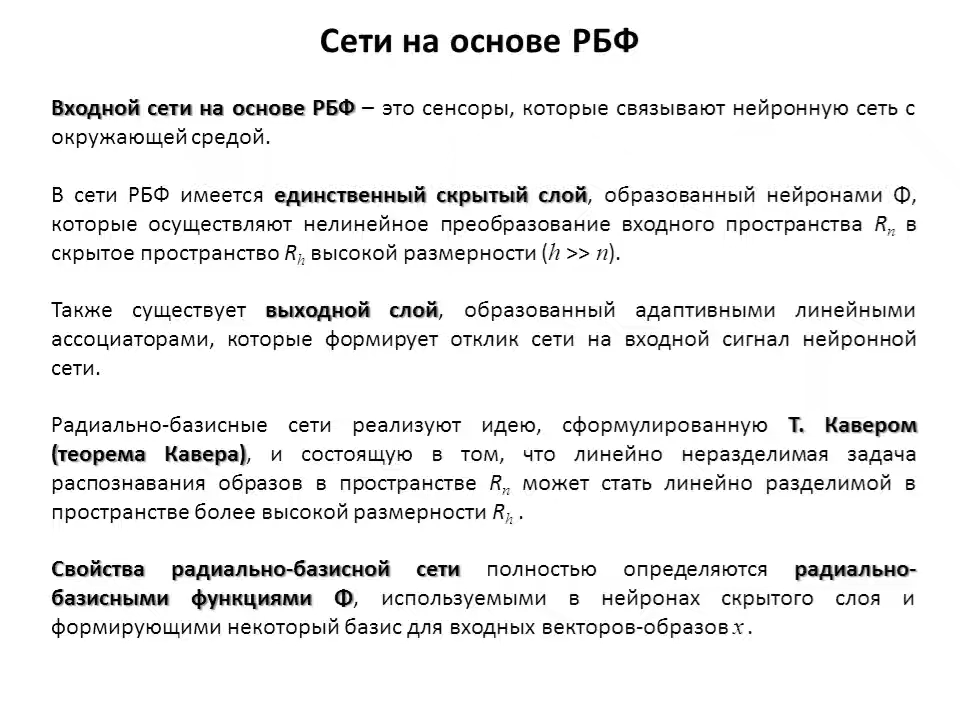 Сети на основе РБФ
Входной сети на основе РБФ – это сенсоры, которые связывают нейронную сеть с
окружающей средой.
В сети РБФ имеется единственный скрытый слой, образованный нейронами Φ,
которые осуществляют нелинейное преобразование входного пространства Rn в
скрытое пространство Rh высокой размерности (h >> n).
Также существует выходной слой, образованный адаптивными линейными
ассоциаторами, которые формирует отклик сети на входной сигнал нейронной
сети.
Радиально-базисные сети реализуют идею, сформулированную Т. Кавером
(теорема Кавера), и состоящую в том, что линейно неразделимая задача
распознавания образов в пространстве Rn может стать линейно разделимой в
пространстве более высокой размерности Rh .
Свойства радиально-базисной сети полностью определяются радиально-
базисными функциями Φ, используемыми в нейронах скрытого слоя и
формирующими некоторый базис для входных векторов-образов x .